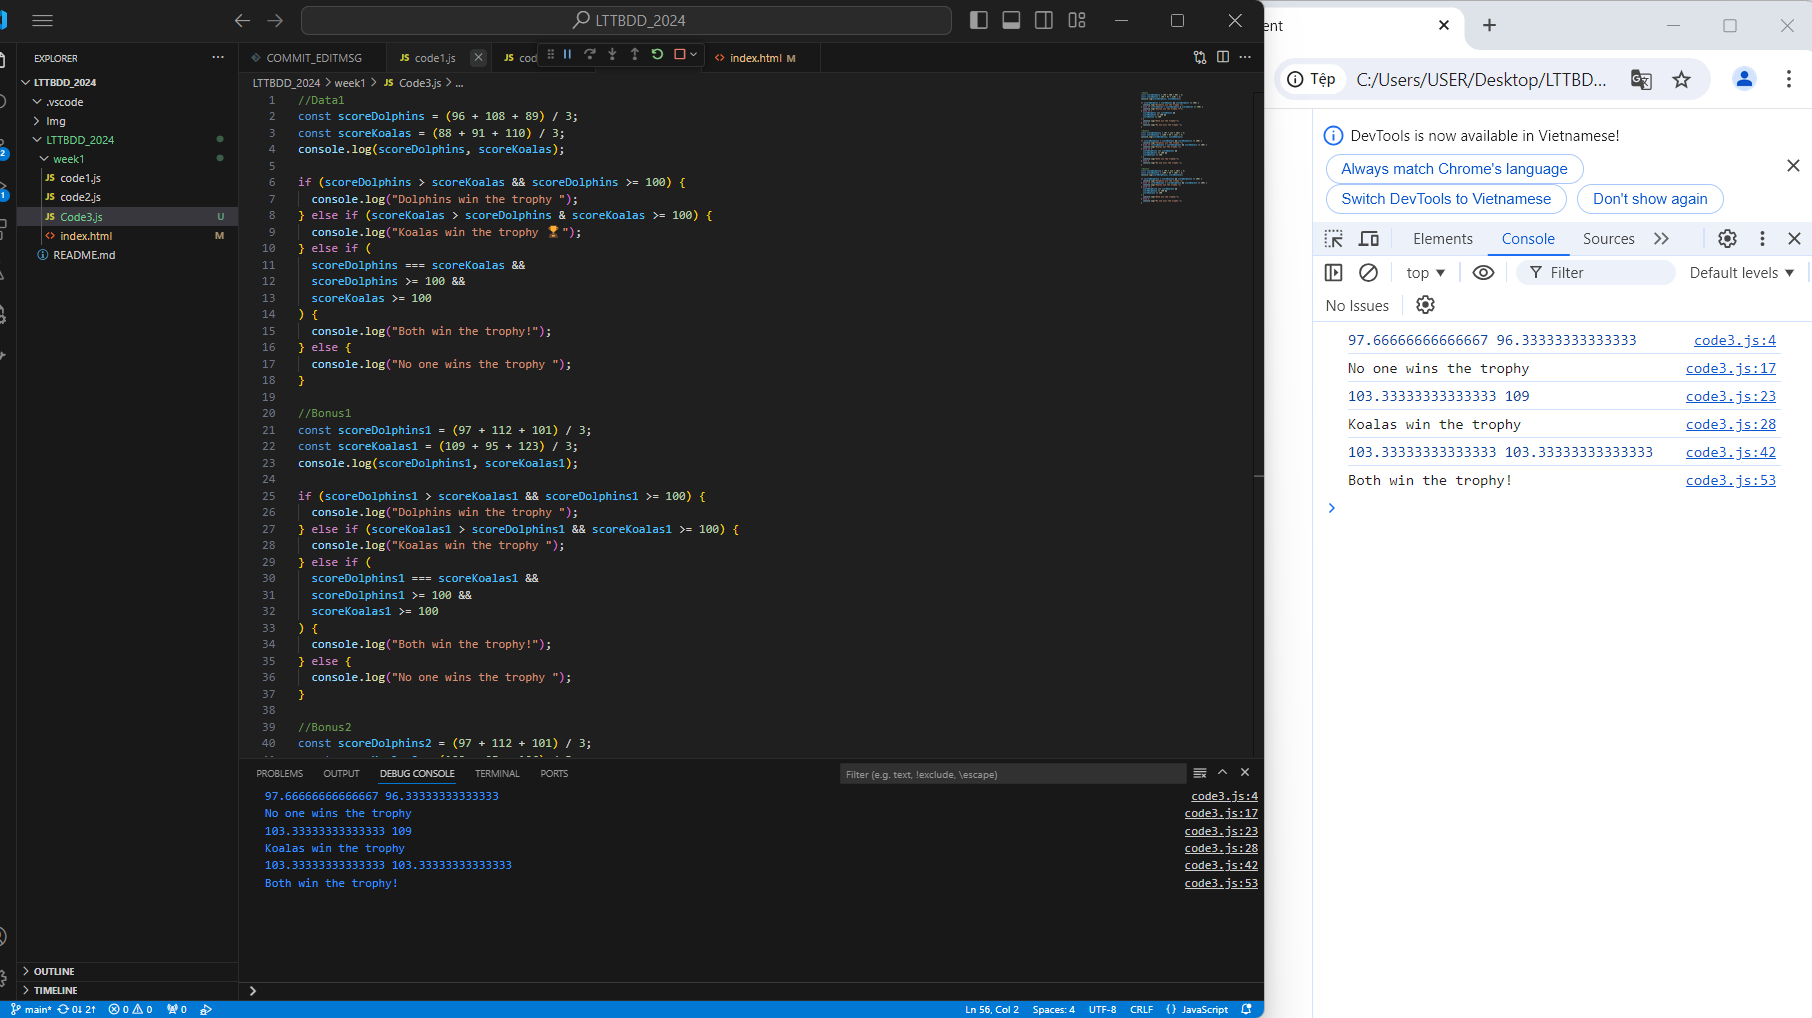 LTTBDD_2024
EXPLORER
LTTBDD_2024
.vscode
Img
LTTBDD_2024
week1
JS code1.js
JS code2.js
JS Code3.js U
<> index.html M
README.md
OUTLINE
TIMELINE
COMMIT_EDITMSG
JS code1.js
JS cod
<> index.html M
LTTBDD_2024 > week1 > JS Code3.js > ...
1 //Data1
2 const scoreDolphins = (96 + 108 + 89) / 3;
3 const scoreKoalas = (88 + 91 + 110) / 3;
4 console.log(scoreDolphins, scoreKoalas);
5
6 if (scoreDolphins > scoreKoalas && scoreDolphins >= 100) {
7 console.log("Dolphins win the trophy ");
8 } else if (scoreKoalas > scoreDolphins & scoreKoalas >= 100) {
9 console.log("Koalas win the trophy 🏆");
10 } else if (
11 scoreDolphins === scoreKoalas &&
12 scoreDolphins >= 100 &&
13 scoreKoalas >= 100
14 ) {
15 console.log("Both win the trophy!");
16 } else {
17 console.log("No one wins the trophy ");
18 }
19
20 //Bonus1
21 const scoreDolphins1 = (97 + 112 + 101) / 3;
22 const scoreKoalas1 = (109 + 95 + 123) / 3;
23 console.log(scoreDolphins1, scoreKoalas1);
24
25 if (scoreDolphins1 > scoreKoalas1 && scoreDolphins1 >= 100) {
26 console.log("Dolphins win the trophy ");
27 } else if (scoreKoalas1 > scoreDolphins1 && scoreKoalas1 >= 100) {
28 console.log("Koalas win the trophy ");
29 } else if (
30 scoreDolphins1 === scoreKoalas1 &&
31 scoreDolphins1 >= 100 &&
32 scoreKoalas1 >= 100
33 ) {
34 console.log("Both win the trophy!");
35 } else {
36 console.log("No one wins the trophy ");
37 }
38
39 //Bonus2
40 const scoreDolphins2 = (97 + 112 + 101) / 3;
PROBLEMS OUTPUT DEBUG CONSOLE TERMINAL PORTS
Filter (e.g. text, !exclude, \escape)
97.66666666666667 96.33333333333333 code3.js:4
No one wins the trophy code3.js:17
103.33333333333333 109 code3.js:23
Koalas win the trophy code3.js:28
103.33333333333333 103.33333333333333 code3.js:42
Both win the trophy! code3.js:53
main* 0↓ 2↑ 0 0 0
Ln 56, Col 2 Spaces: 4 UTF-8 CRLF {} JavaScript
ent
Tệp C:/Users/USER/Desktop/LTTBD...
DevTools is now available in Vietnamese!
Always match Chrome's language
Switch DevTools to Vietnamese Don't show again
Elements Console Sources
top Filter Default levels
No Issues
97.66666666666667 96.33333333333333 code3.js:4
No one wins the trophy code3.js:17
103.33333333333333 109 code3.js:23
Koalas win the trophy code3.js:28
103.33333333333333 103.33333333333333 code3.js:42
Both win the trophy! code3.js:53